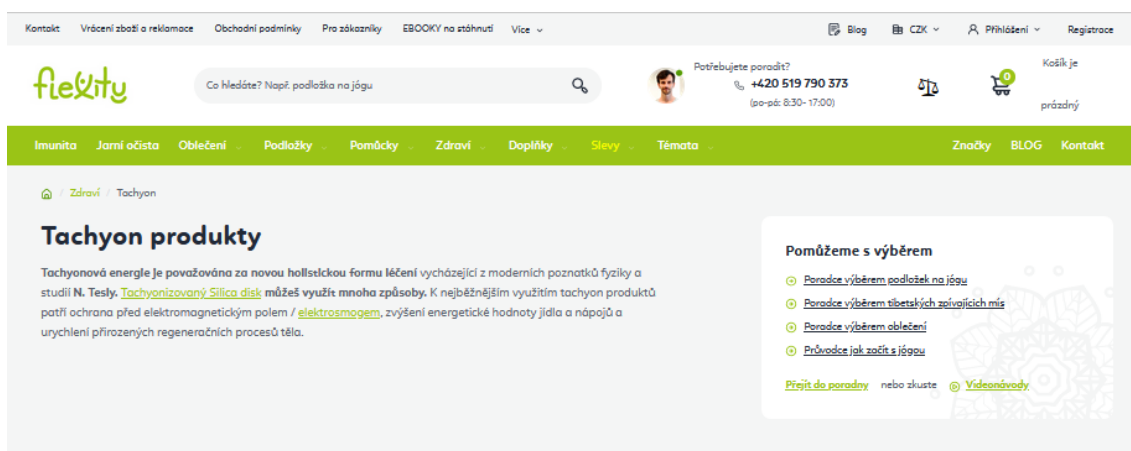 Kontakt Vrácení zboží a reklamace Obchodní podmínky Pro zákazníky EBOOKY na stáhnutí Více Blog CZK Přihlášení Registrace
flexity
Co hledáte? Např. podložka na jógu
Potřebujete poradit?
+420 519 790 373
(po-pá: 8:30- 17:00)
0
Košík je
prázdný
Imunita Jarní očista Oblečení Podložky Pomůcky Zdraví Doplňky Slevy Témata Značky BLOG Kontakt
/ Zdraví / Tachyon
Tachyon produkty
Tachyonová energie je považována za novou holistickou formu léčení vycházející z moderních poznatků fyziky a
studií N. Tesly. Tachyonizovaný Silica disk můžeš využít mnoha způsoby. K nejběžnějším využitím tachyon produktů
patří ochrana před elektromagnetickým polem / elektrosmogem, zvýšení energetické hodnoty jídla a nápojů a
urychlení přirozených regeneračních procesů těla.
Pomůžeme s výběrem
Poradce výběrem podložek na jógu
Poradce výběrem tibetských zpívajících mís
Poradce výběrem oblečení
Průvodce jak začít s jógou
Přejít do poradny nebo zkuste Videonávody